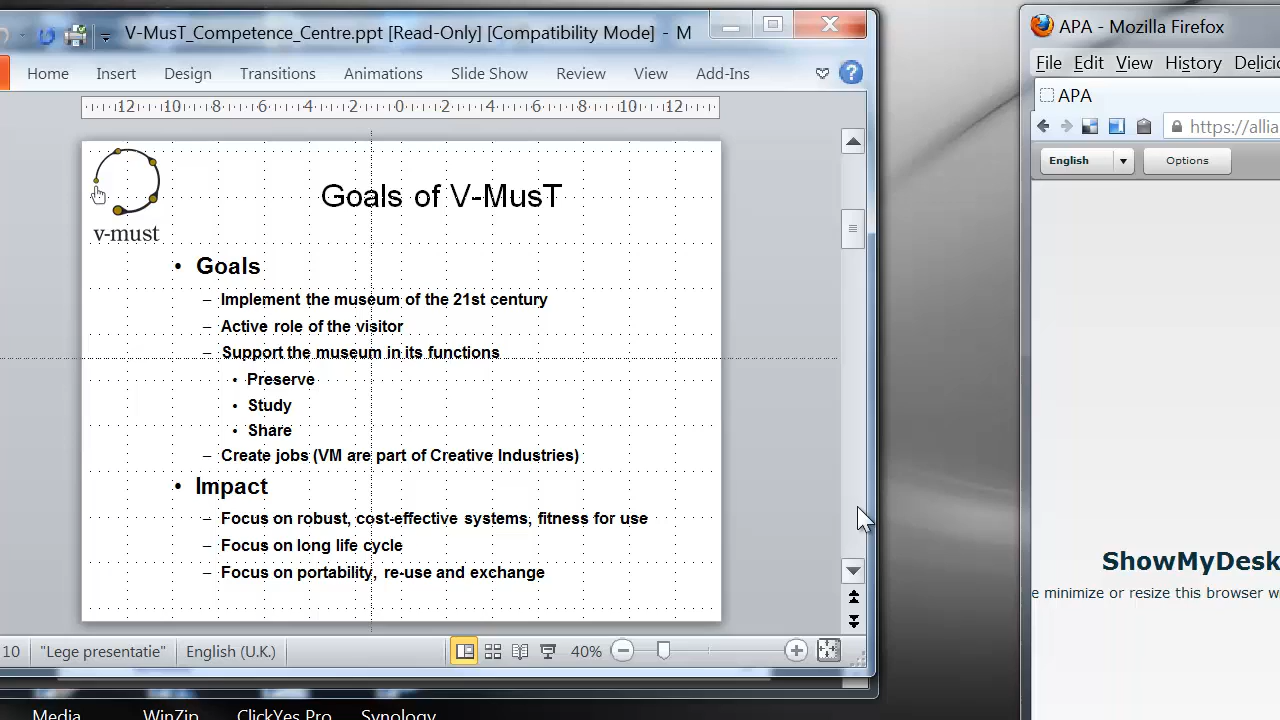 V-MusT_Competence_Centre.ppt [Read-Only] [Compatibility Mode] - M
Home Insert Design Transitions Animations Slide Show Review View Add-Ins
12 10 8 6 4 2 0 2 4 6 8 10 12
v-must
Goals of V-MusT
• Goals
– Implement the museum of the 21st century
– Active role of the visitor
– Support the museum in its functions
• Preserve
• Study
• Share
– Create jobs (VM are part of Creative Industries)
• Impact
– Focus on robust, cost-effective systems, fitness for use
– Focus on long life cycle
– Focus on portability, re-use and exchange
10 "Lege presentatie" English (U.K.) 40%
Media WinZip ClickYes Pro Synology
APA - Mozilla Firefox
File Edit View History Delicio
APA
https://allia
English Options
ShowMyDesk
e minimize or resize this browser wi